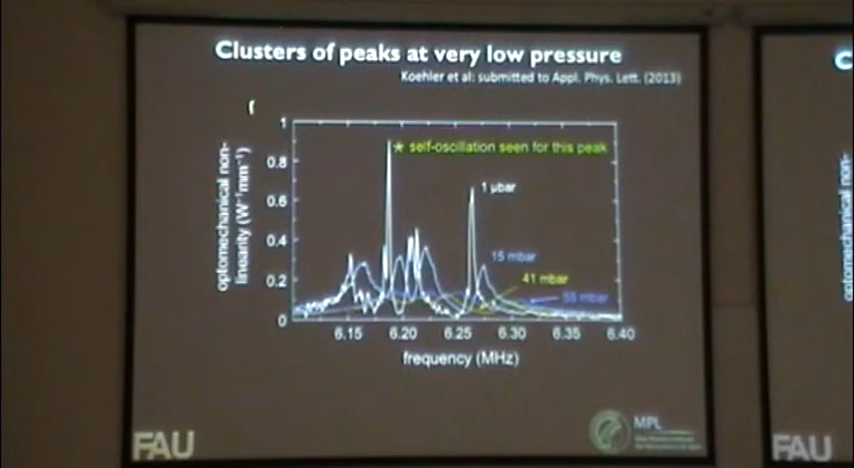 Clusters of peaks at very low pressure
Koehler et al: submitted to Appl. Phys. Lett. (2013)
optomechanical non-
linearity (W⁻¹mm⁻¹)
1
0.8
0.6
0.4
0.2
0
★ self-oscillation seen for this peak
1 µbar
15 mbar
41 mbar
55 mbar
6.15 6.20 6.25 6.30 6.35 6.40
frequency (MHz)
FAU
MPL
C
optomechanical non-
FAU